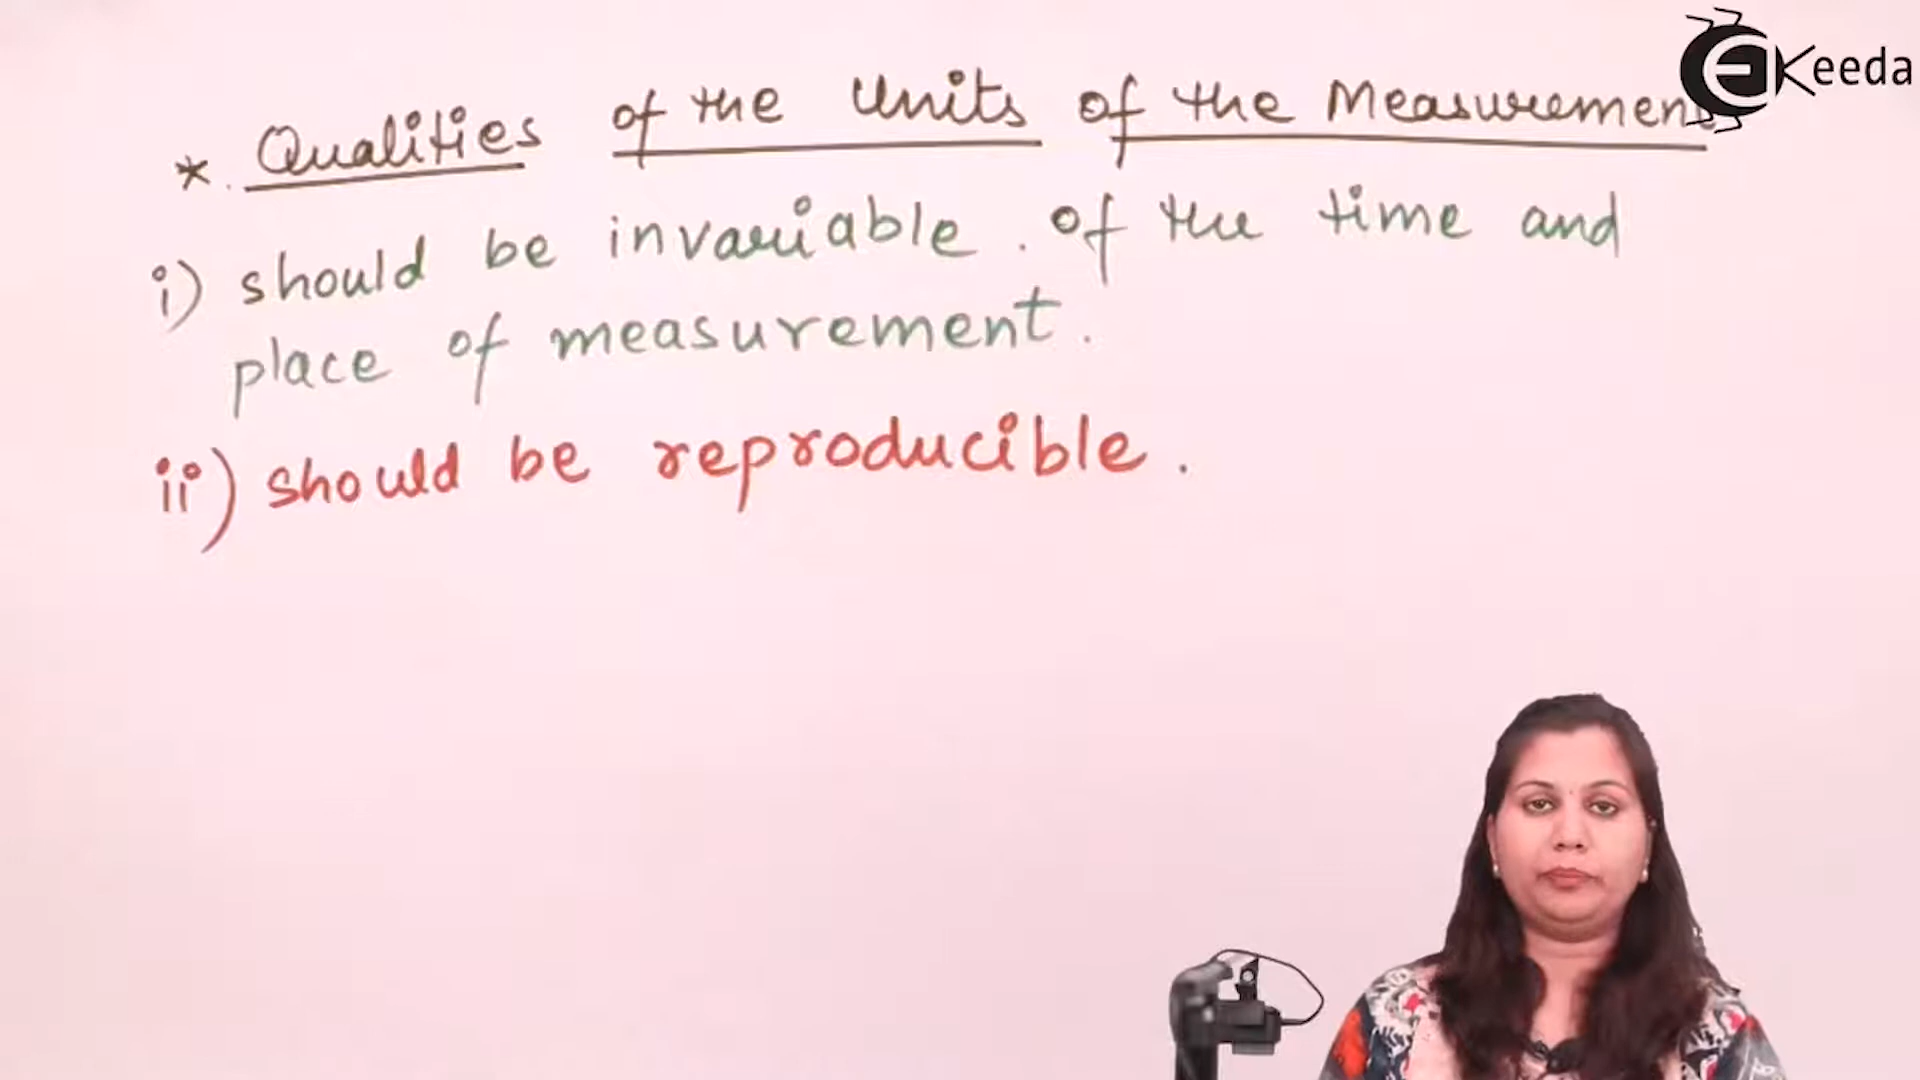 EKeeda
* Qualities of the Units of the Measurement
i) should be invariable. of the time and
place of measurement.
ii) should be reproducible.